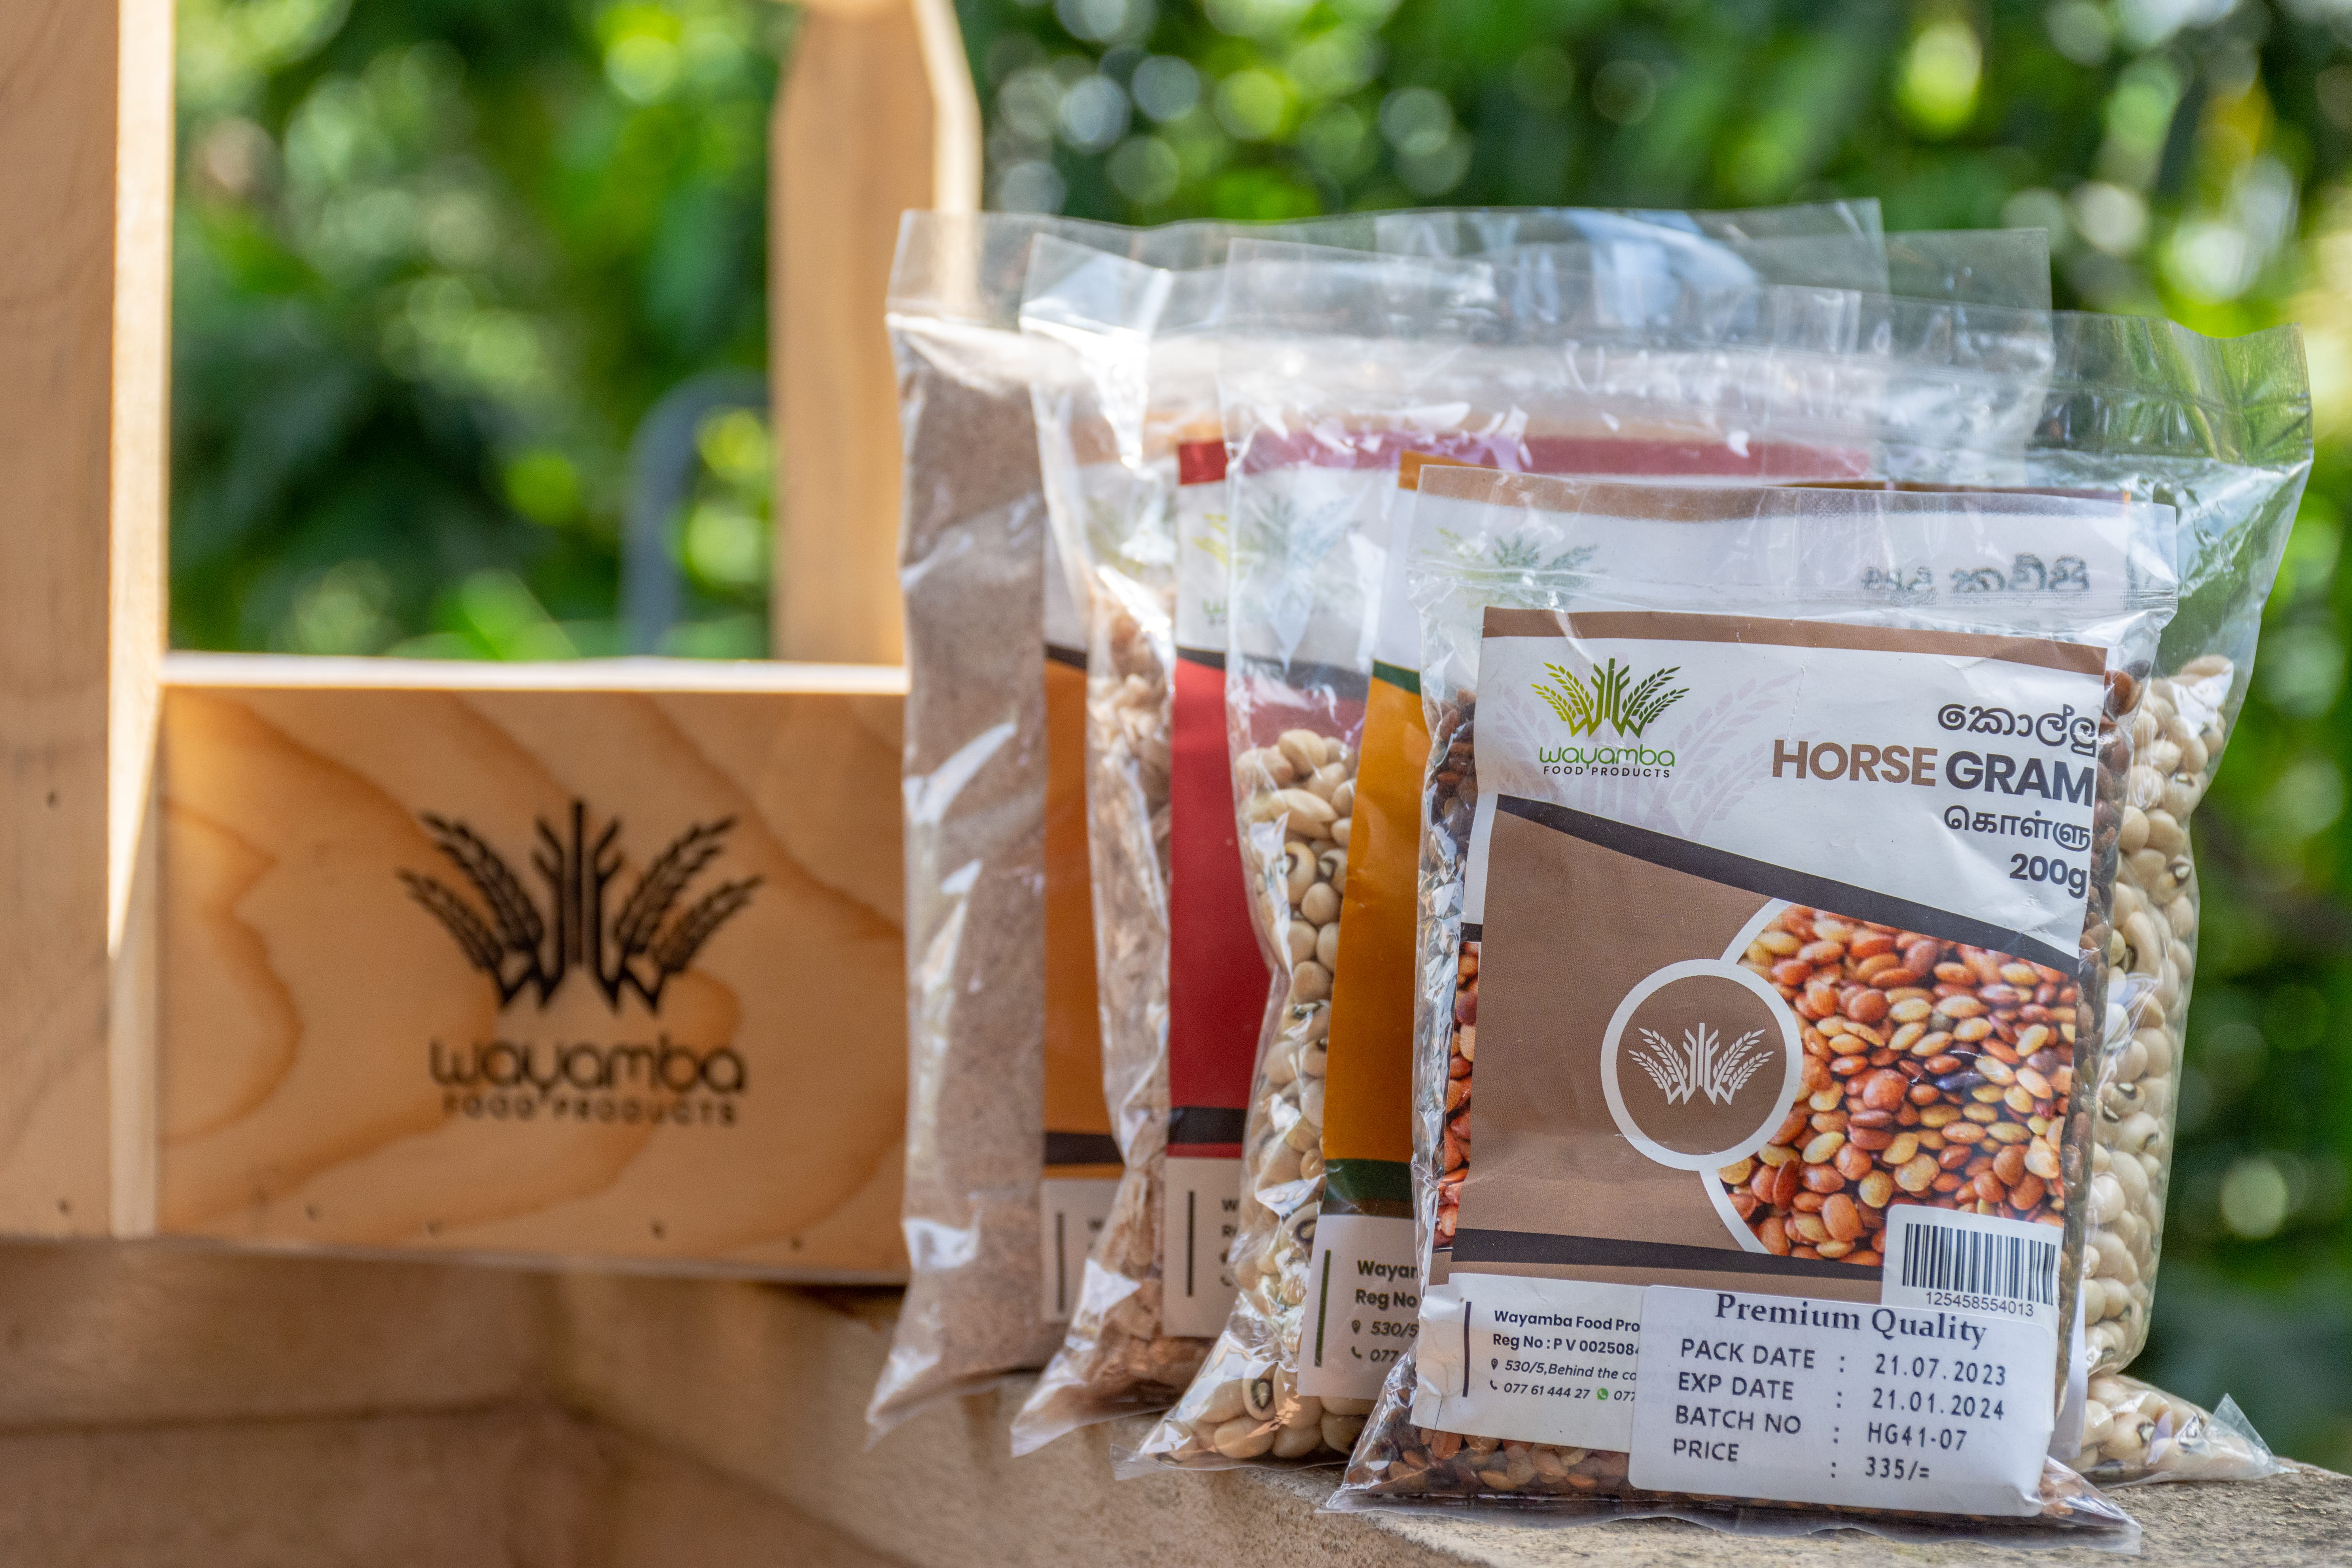 wayamba
FOOD PRODUCTS
wayamba
FOOD PRODUCTS
කොල්ලු
HORSE GRAM
கொள்ளு
200g
125458554013
Wayamba Food Pro
Reg No : P V 0025084
530/5,Behind the co
077 61 444 27 077
Premium Quality
PACK DATE : 21.07.2023
EXP DATE : 21.01.2024
BATCH NO : HG41-07
PRICE : 335/=
Wayam
Reg No
530/5
077